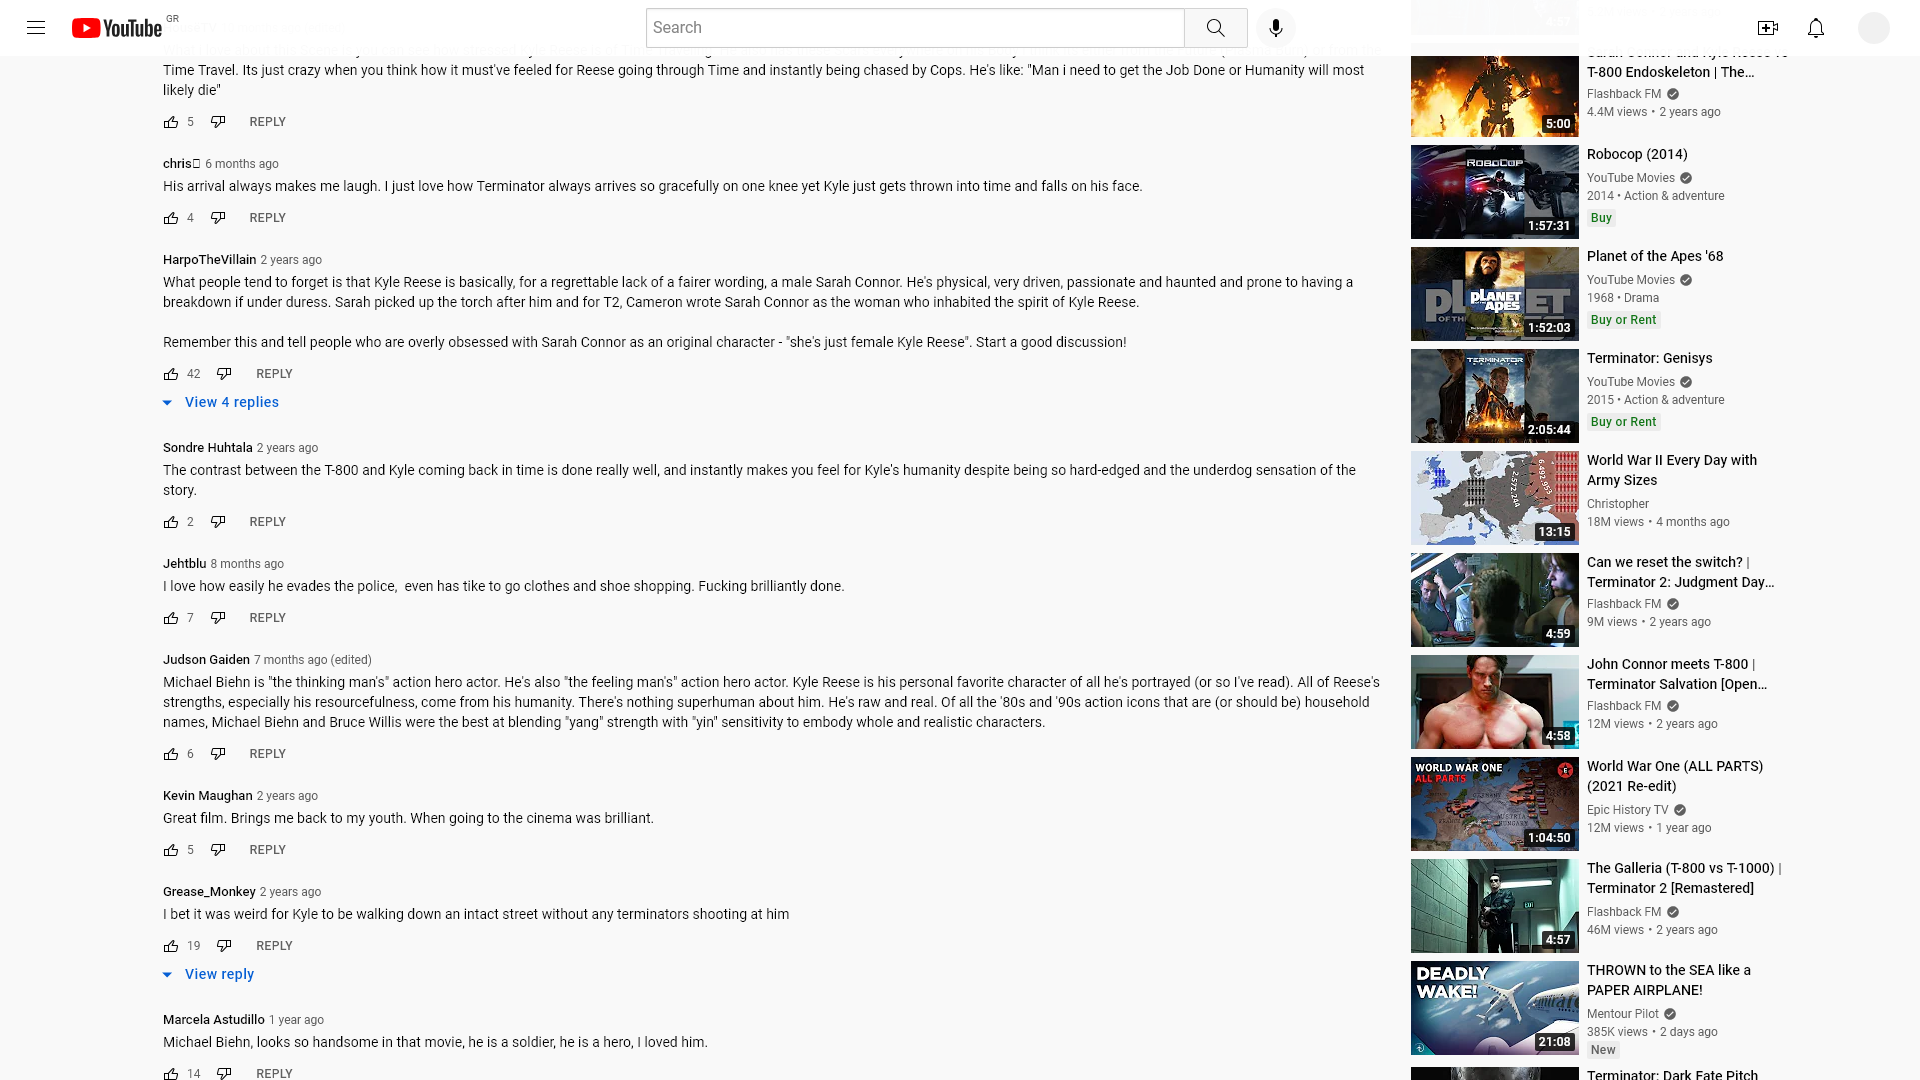 YouTube GR
Search
Time Travel. Its just crazy when you think how it must've feeled for Reese going through Time and instantly being chased by Cops. He's like: "Man i need to get the Job Done or Humanity will most
likely die"
5 REPLY
chris 6 months ago
His arrival always makes me laugh. I just love how Terminator always arrives so gracefully on one knee yet Kyle just gets thrown into time and falls on his face.
4 REPLY
HarpoTheVillain 2 years ago
What people tend to forget is that Kyle Reese is basically, for a regrettable lack of a fairer wording, a male Sarah Connor. He's physical, very driven, passionate and haunted and prone to having a
breakdown if under duress. Sarah picked up the torch after him and for T2, Cameron wrote Sarah Connor as the woman who inhabited the spirit of Kyle Reese.
Remember this and tell people who are overly obsessed with Sarah Connor as an original character - "she's just female Kyle Reese". Start a good discussion!
42 REPLY
View 4 replies
Sondre Huhtala 2 years ago
The contrast between the T-800 and Kyle coming back in time is done really well, and instantly makes you feel for Kyle's humanity despite being so hard-edged and the underdog sensation of the
story.
2 REPLY
Jehtblu 8 months ago
I love how easily he evades the police, even has tike to go clothes and shoe shopping. Fucking brilliantly done.
7 REPLY
Judson Gaiden 7 months ago (edited)
Michael Biehn is "the thinking man's" action hero actor. He's also "the feeling man's" action hero actor. Kyle Reese is his personal favorite character of all he's portrayed (or so I've read). All of Reese's
strengths, especially his resourcefulness, come from his humanity. There's nothing superhuman about him. He's raw and real. Of all the '80s and '90s action icons that are (or should be) household
names, Michael Biehn and Bruce Willis were the best at blending "yang" strength with "yin" sensitivity to embody whole and realistic characters.
6 REPLY
Kevin Maughan 2 years ago
Great film. Brings me back to my youth. When going to the cinema was brilliant.
5 REPLY
Grease_Monkey 2 years ago
I bet it was weird for Kyle to be walking down an intact street without any terminators shooting at him
19 REPLY
View reply
Marcela Astudillo 1 year ago
Michael Biehn, looks so handsome in that movie, he is a soldier, he is a hero, I loved him.
14 REPLY
T-800 Endoskeleton | The...
Flashback FM
4.4M views • 2 years ago
5:00
ROBOCOP
1:57:31
Robocop (2014)
YouTube Movies
2014 • Action & adventure
Buy
PLANET OF THE APES
1:52:03
Planet of the Apes '68
YouTube Movies
1968 • Drama
Buy or Rent
TERMINATOR
2:05:44
Terminator: Genisys
YouTube Movies
2015 • Action & adventure
Buy or Rent
2,572,244
6,492,953
13:15
World War II Every Day with
Army Sizes
Christopher
18M views • 4 months ago
4:59
Can we reset the switch? |
Terminator 2: Judgment Day...
Flashback FM
9M views • 2 years ago
4:58
John Connor meets T-800 |
Terminator Salvation [Open...
Flashback FM
12M views • 2 years ago
WORLD WAR ONE
ALL PARTS
1:04:50
World War One (ALL PARTS)
(2021 Re-edit)
Epic History TV
12M views • 1 year ago
EXIT
4:57
The Galleria (T-800 vs T-1000) |
Terminator 2 [Remastered]
Flashback FM
46M views • 2 years ago
DEADLY
WAKE!
21:08
THROWN to the SEA like a
PAPER AIRPLANE!
Mentour Pilot
385K views • 2 days ago
New
Terminator: Dark Fate Pitch